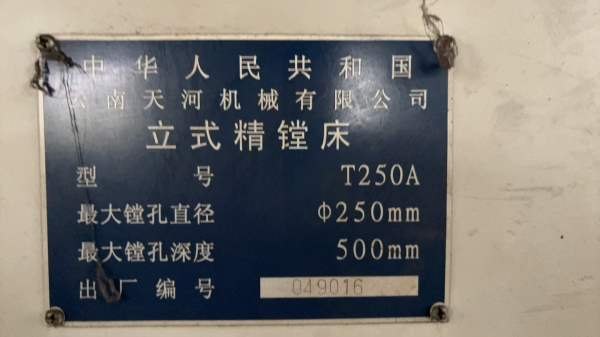 中华人民共和国
云南天河机械有限公司
立式精镗床
型 号 T250A
最大镗孔直径 Φ250mm
最大镗孔深度 500mm
出厂编号 049016